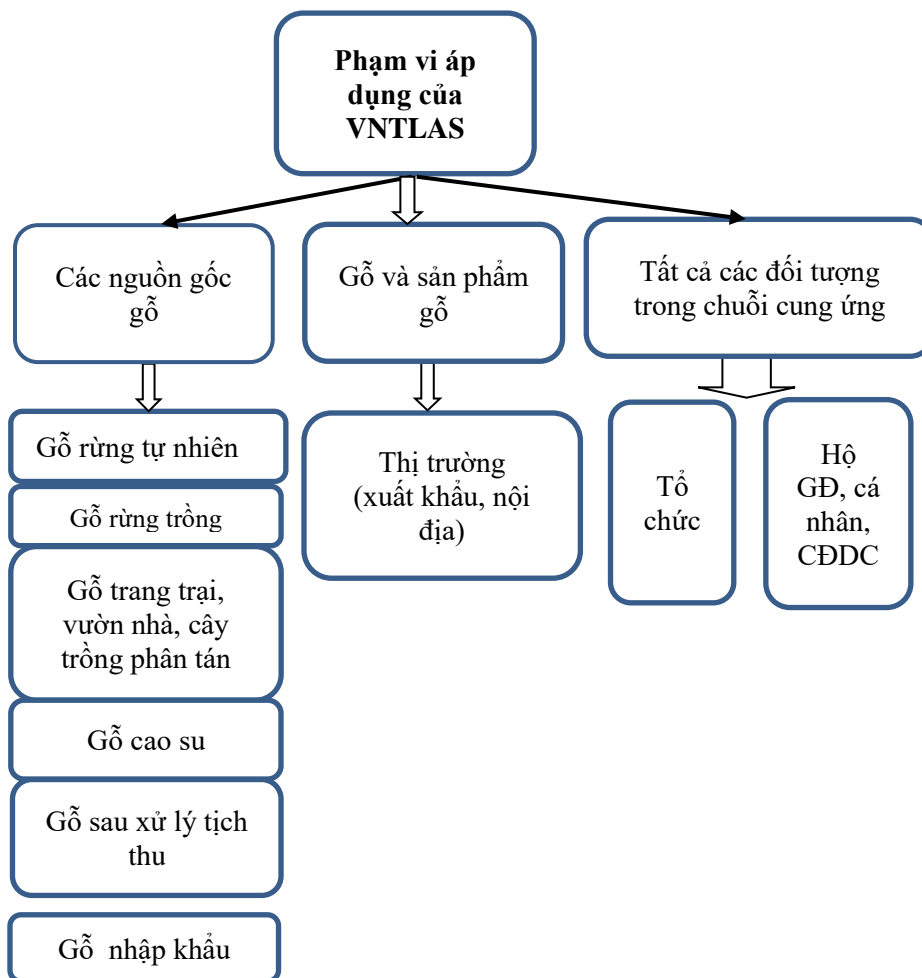 Phạm vi áp
dụng của
VNTLAS
Các nguồn gốc
gỗ
Gỗ và sản phẩm
gỗ
Tất cả các đối tượng
trong chuỗi cung ứng
Gỗ rừng tự nhiên
Gỗ rừng trồng
Gỗ trang trại,
vườn nhà, cây
trồng phân tán
Gỗ cao su
Gỗ sau xử lý tịch
thu
Gỗ nhập khẩu
Thị trường
(xuất khẩu, nội
địa)
Tổ
chức
Hộ
GĐ, cá
nhân,
CĐDC